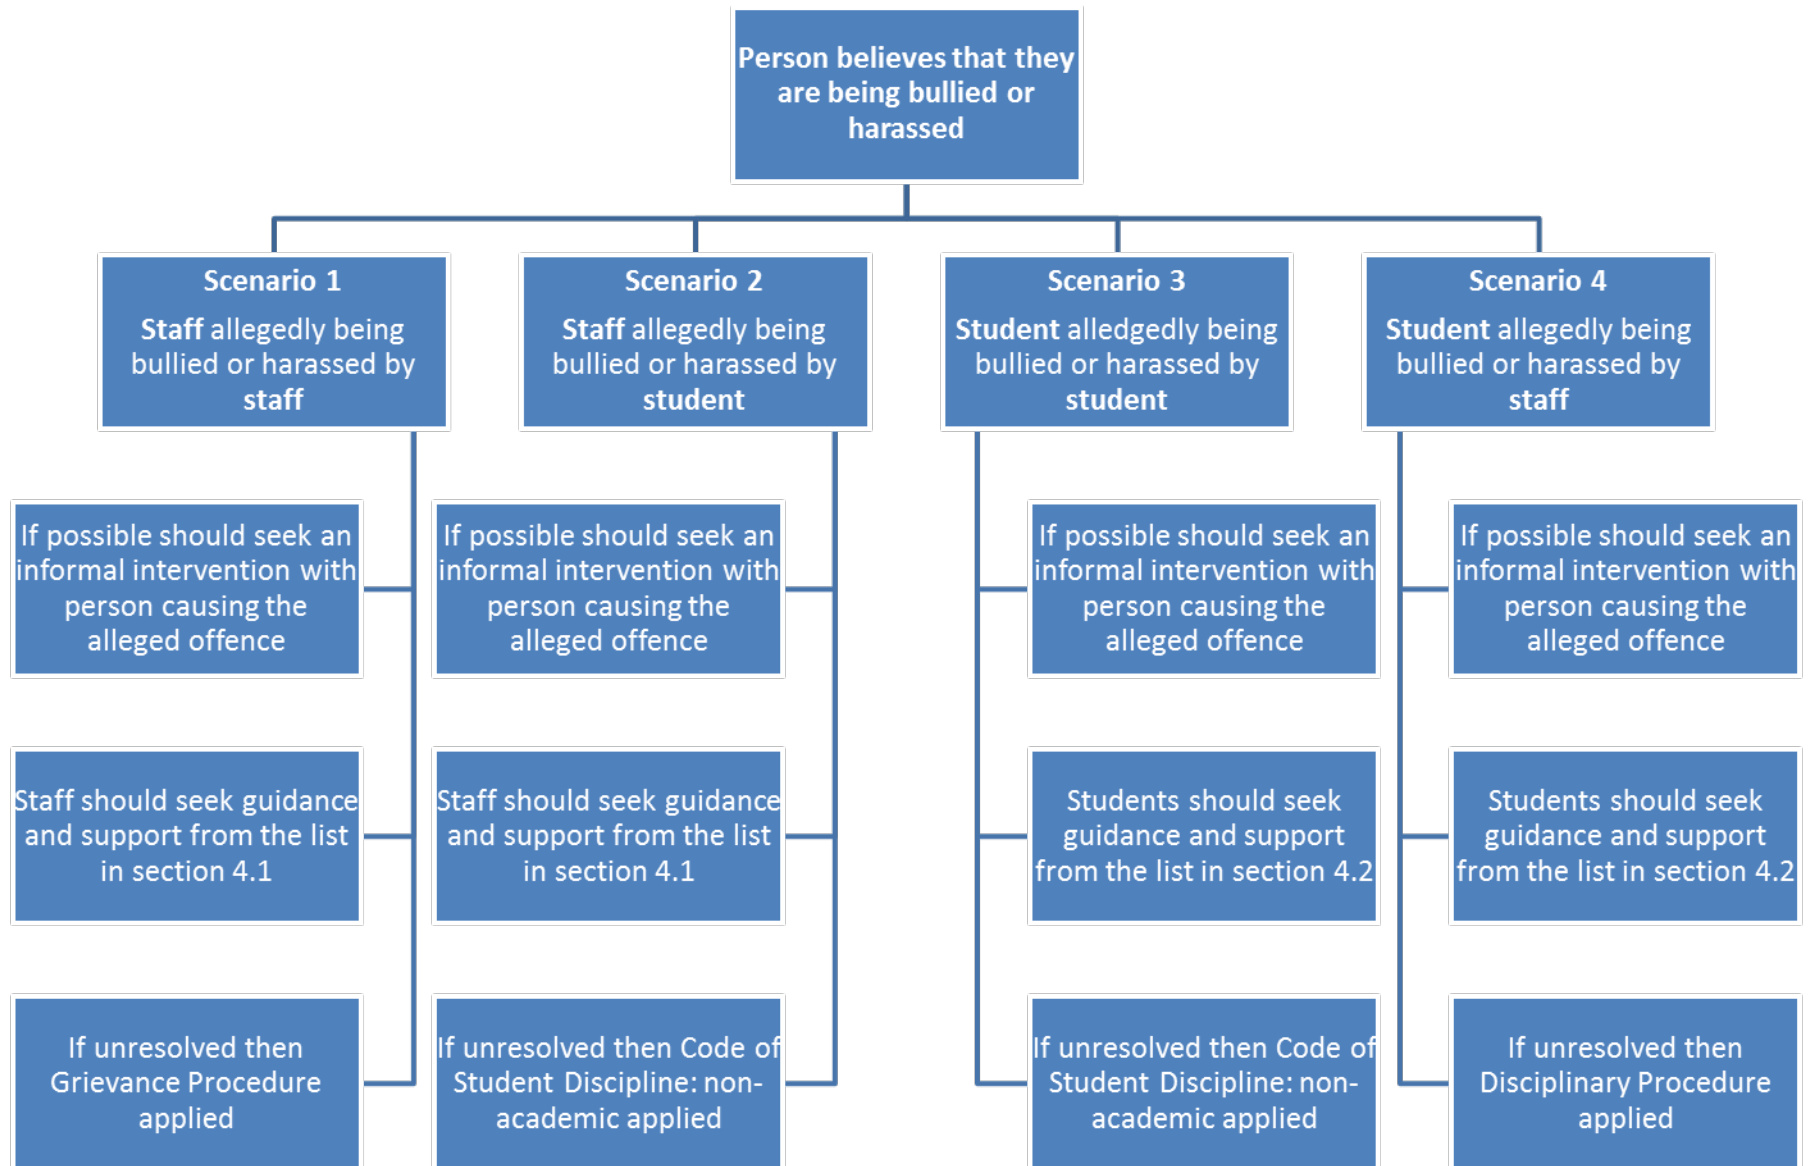 Person believes that they
are being bullied or
harassed
Scenario 1
Staff allegedly being
bullied or harassed by
staff
Scenario 2
Staff allegedly being
bullied or harassed by
student
Scenario 3
Student alledgedly being
bullied or harassed by
student
Scenario 4
Student allegedly being
bullied or harassed by
staff
If possible should seek an
informal intervention with
person causing the
alleged offence
If possible should seek an
informal intervention with
person causing the
alleged offence
If possible should seek an
informal intervention with
person causing the
alleged offence
If possible should seek an
informal intervention with
person causing the
alleged offence
Staff should seek guidance
and support from the list
in section 4.1
Staff should seek guidance
and support from the list
in section 4.1
Students should seek
guidance and support
from the list in section 4.2
Students should seek
guidance and support
from the list in section 4.2
If unresolved then
Grievance Procedure
applied
If unresolved then Code of
Student Discipline: non-
academic applied
If unresolved then Code of
Student Discipline: non-
academic applied
If unresolved then
Disciplinary Procedure
applied